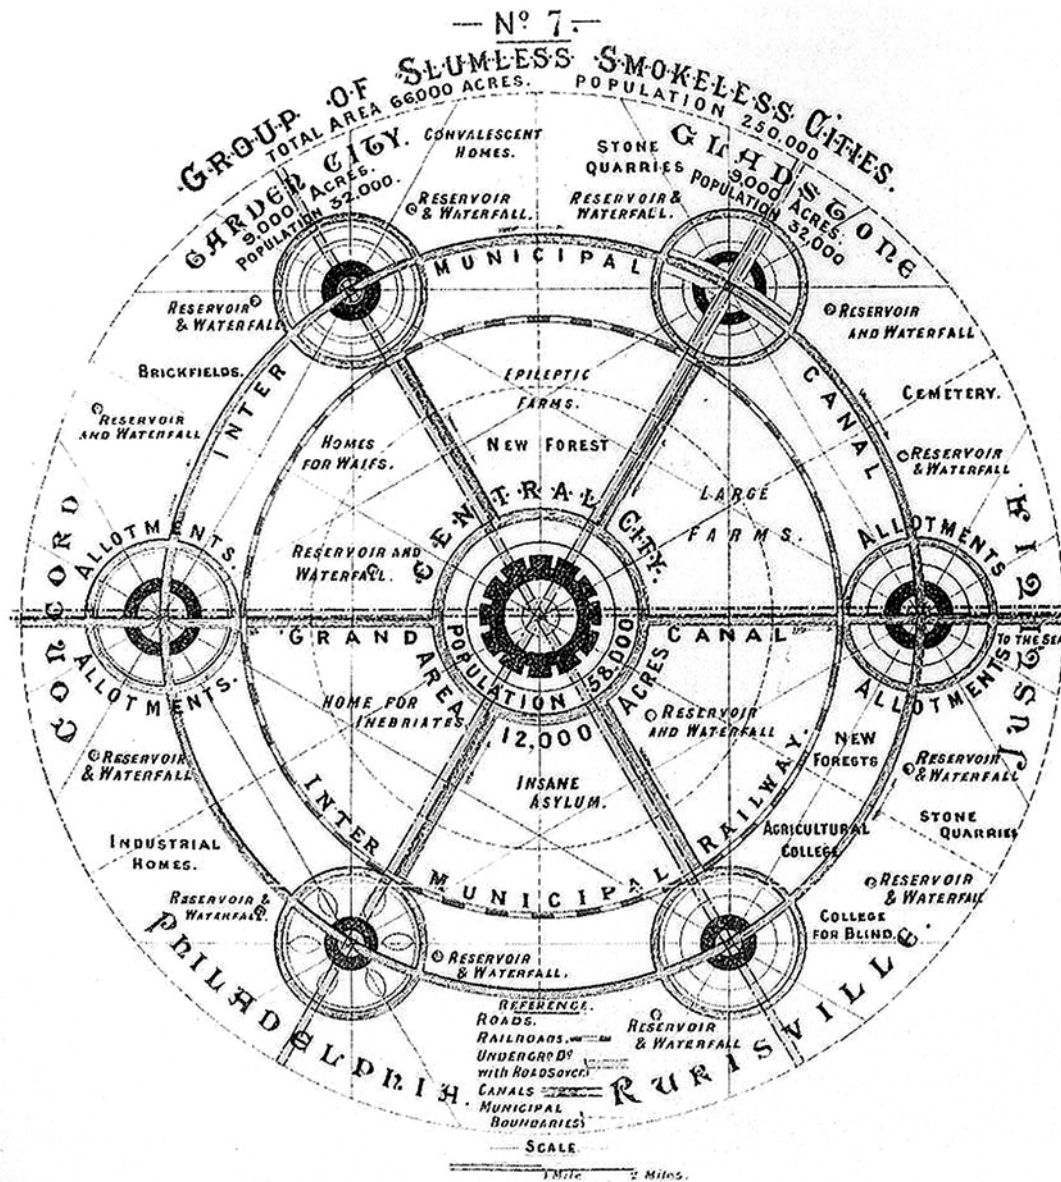 — Nº 7. —
GROUP OF SLUMLESS SMOKELESS CITIES.
TOTAL AREA 66,000 ACRES. POPULATION 250,000
GARDEN CITY.
9,000 ACRES.
POPULATION 32,000.
CONVALESCENT
HOMES.
STONE
QUARRIES
GLADSTONE
9,000 ACRES.
POPULATION
32,000
RESERVOIR
& WATERFALL.
RESERVOIR &
WATERFALL.
INTER MUNICIPAL CANAL
RESERVOIR
& WATERFALL
RESERVOIR
AND WATERFALL
BRICKFIELDS.
EPILEPTIC
FARMS.
CEMETERY.
RESERVOIR
AND WATERFALL
HOMES
FOR WAIFS.
NEW FOREST
RESERVOIR
& WATERFALL
LARGE
FARMS.
CENTRAL CITY.
CONCORD
ALLOTMENTS.
ALLOTMENTS
JUSTITIA
RESERVOIR AND
WATERFALL.
GRAND CANAL
TO THE SEA
AREA 12,000 ACRES
POPULATION 58,000
ALLOTMENTS.
ALLOTMENTS
HOME FOR
INEBRIATES
RESERVOIR
AND WATERFALL
NEW
FORESTS
RESERVOIR
& WATERFALL
RESERVOIR
& WATERFALL
INSANE
ASYLUM.
INTER MUNICIPAL RAILWAY.
AGRICULTURAL
COLLEGE
STONE
QUARRIES
INDUSTRIAL
HOMES.
RESERVOIR &
WATERFALL.
RESERVOIR
& WATERFALL
COLLEGE
FOR BLIND.
RESERVOIR
& WATERFALL.
PHILADELPHIA.
RURISVILLE.
REFERENCE.
ROADS.
RAILROADS.
UNDERGRDº
with ROADS over
CANALS
MUNICIPAL
BOUNDARIES
RESERVOIR
& WATERFALL
SCALE.
1 Mile 2 Miles.